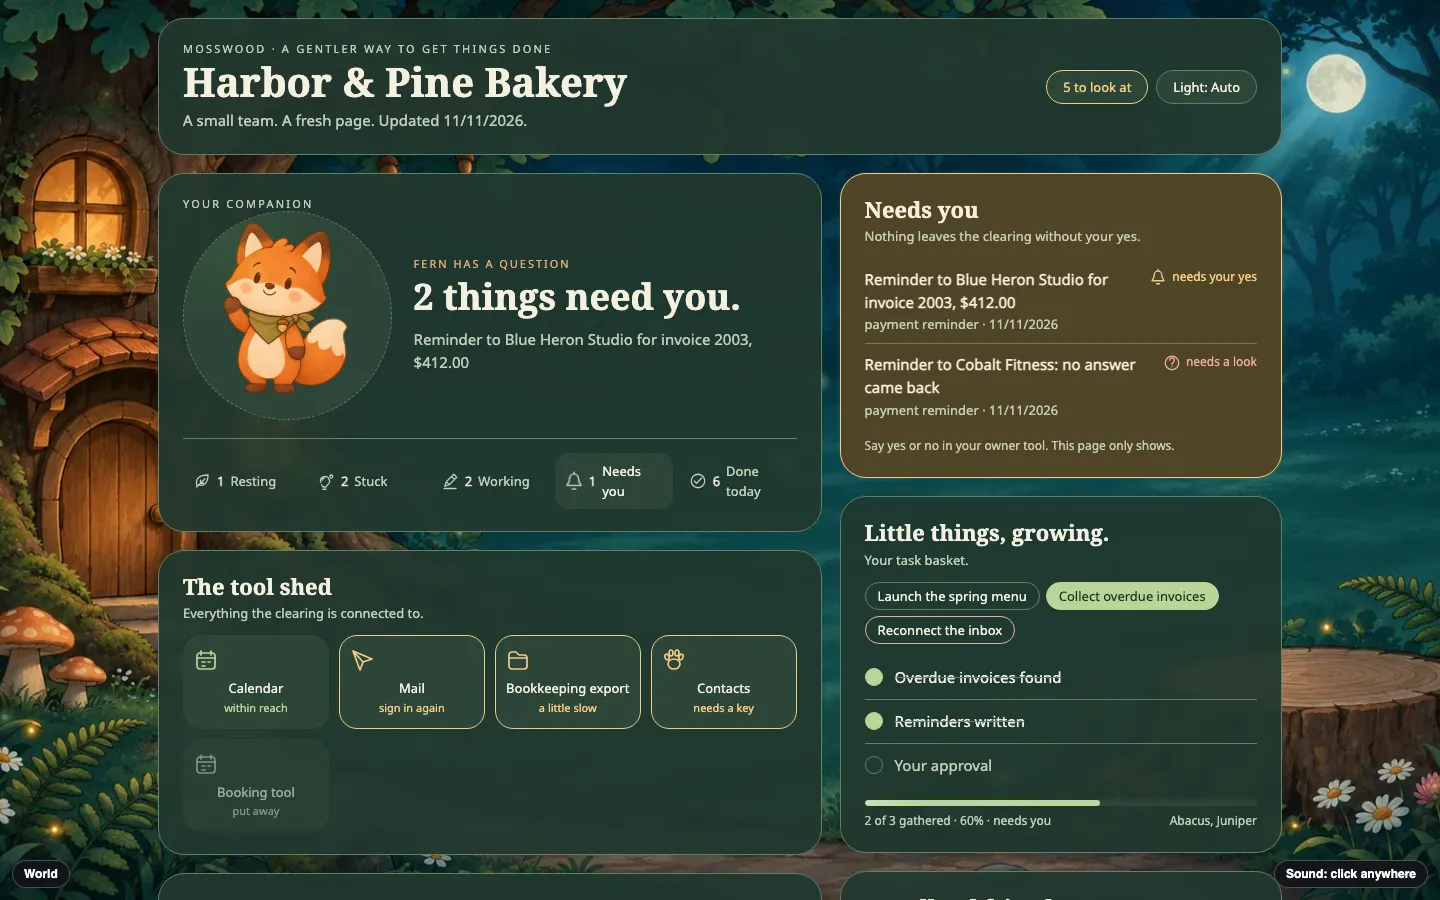 MOSSWOOD · A GENTLER WAY TO GET THINGS DONE
Harbor & Pine Bakery
A small team. A fresh page. Updated 11/11/2026.
5 to look at
Light: Auto
YOUR COMPANION
FERN HAS A QUESTION
2 things need you.
Reminder to Blue Heron Studio for invoice 2003,
$412.00
1 Resting
2 Stuck
2 Working
1 Needs you
6 Done today
Needs you
Nothing leaves the clearing without your yes.
Reminder to Blue Heron Studio for
invoice 2003, $412.00
needs your yes
payment reminder · 11/11/2026
Reminder to Cobalt Fitness: no answer
came back
needs a look
payment reminder · 11/11/2026
Say yes or no in your owner tool. This page only shows.
The tool shed
Everything the clearing is connected to.
Calendar
within reach
Mail
sign in again
Bookkeeping export
a little slow
Contacts
needs a key
Booking tool
put away
Little things, growing.
Your task basket.
Launch the spring menu
Collect overdue invoices
Reconnect the inbox
Overdue invoices found
Reminders written
Your approval
2 of 3 gathered · 60% · needs you
Abacus, Juniper
World
Sound: click anywhere